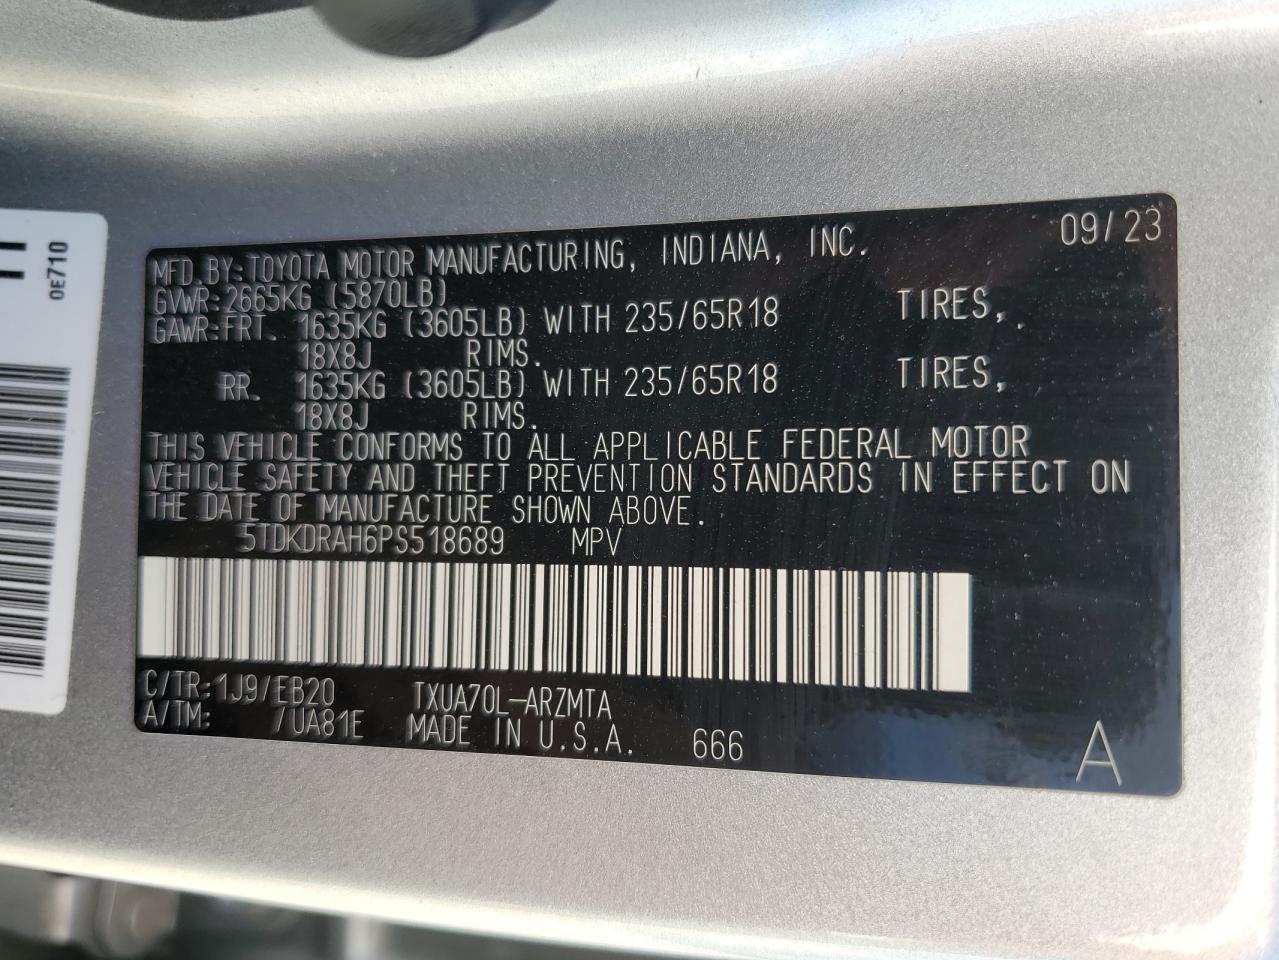 09/23
MFD. BY: TOYOTA MOTOR MANUFACTURING, INDIANA, INC.
GVWR: 2665KG (5870LB)
GAWR: FRT. 1635KG (3605LB) WITH 235/65R18 TIRES,
18X8J RIMS.
RR. 1635KG (3605LB) WITH 235/65R18 TIRES,
18X8J RIMS.
THIS VEHICLE CONFORMS TO ALL APPLICABLE FEDERAL MOTOR
VEHICLE SAFETY AND THEFT PREVENTION STANDARDS IN EFFECT ON
THE DATE OF MANUFACTURE SHOWN ABOVE.
5TDKDRAH6PS518689 MPV
C/TR: 1J9/EB20 TXUA70L-ARZMTA
A/TM: /UA81E MADE IN U.S.A. 666
A
0E710